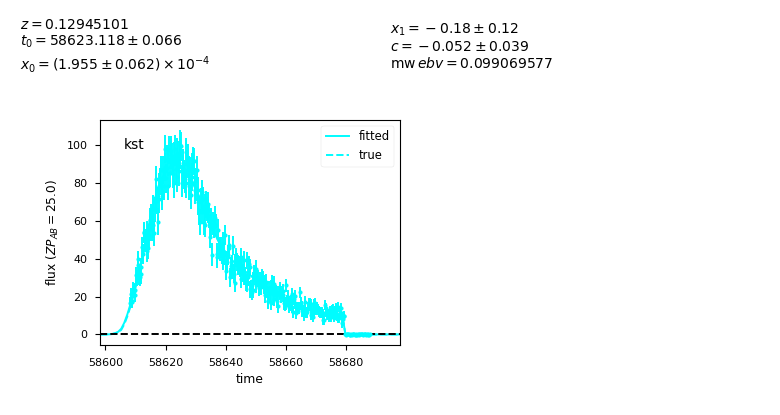 z = 0.12945101
t₀ = 58623.118 ± 0.066
x₀ = (1.955 ± 0.062) × 10⁻⁴
x₁ = −0.18 ± 0.12
c = −0.052 ± 0.039
mw ebv = 0.099069577
kst
fitted
true
flux (ZP_AB = 25.0)
100
80
60
40
20
0
58600 58620 58640 58660 58680
time